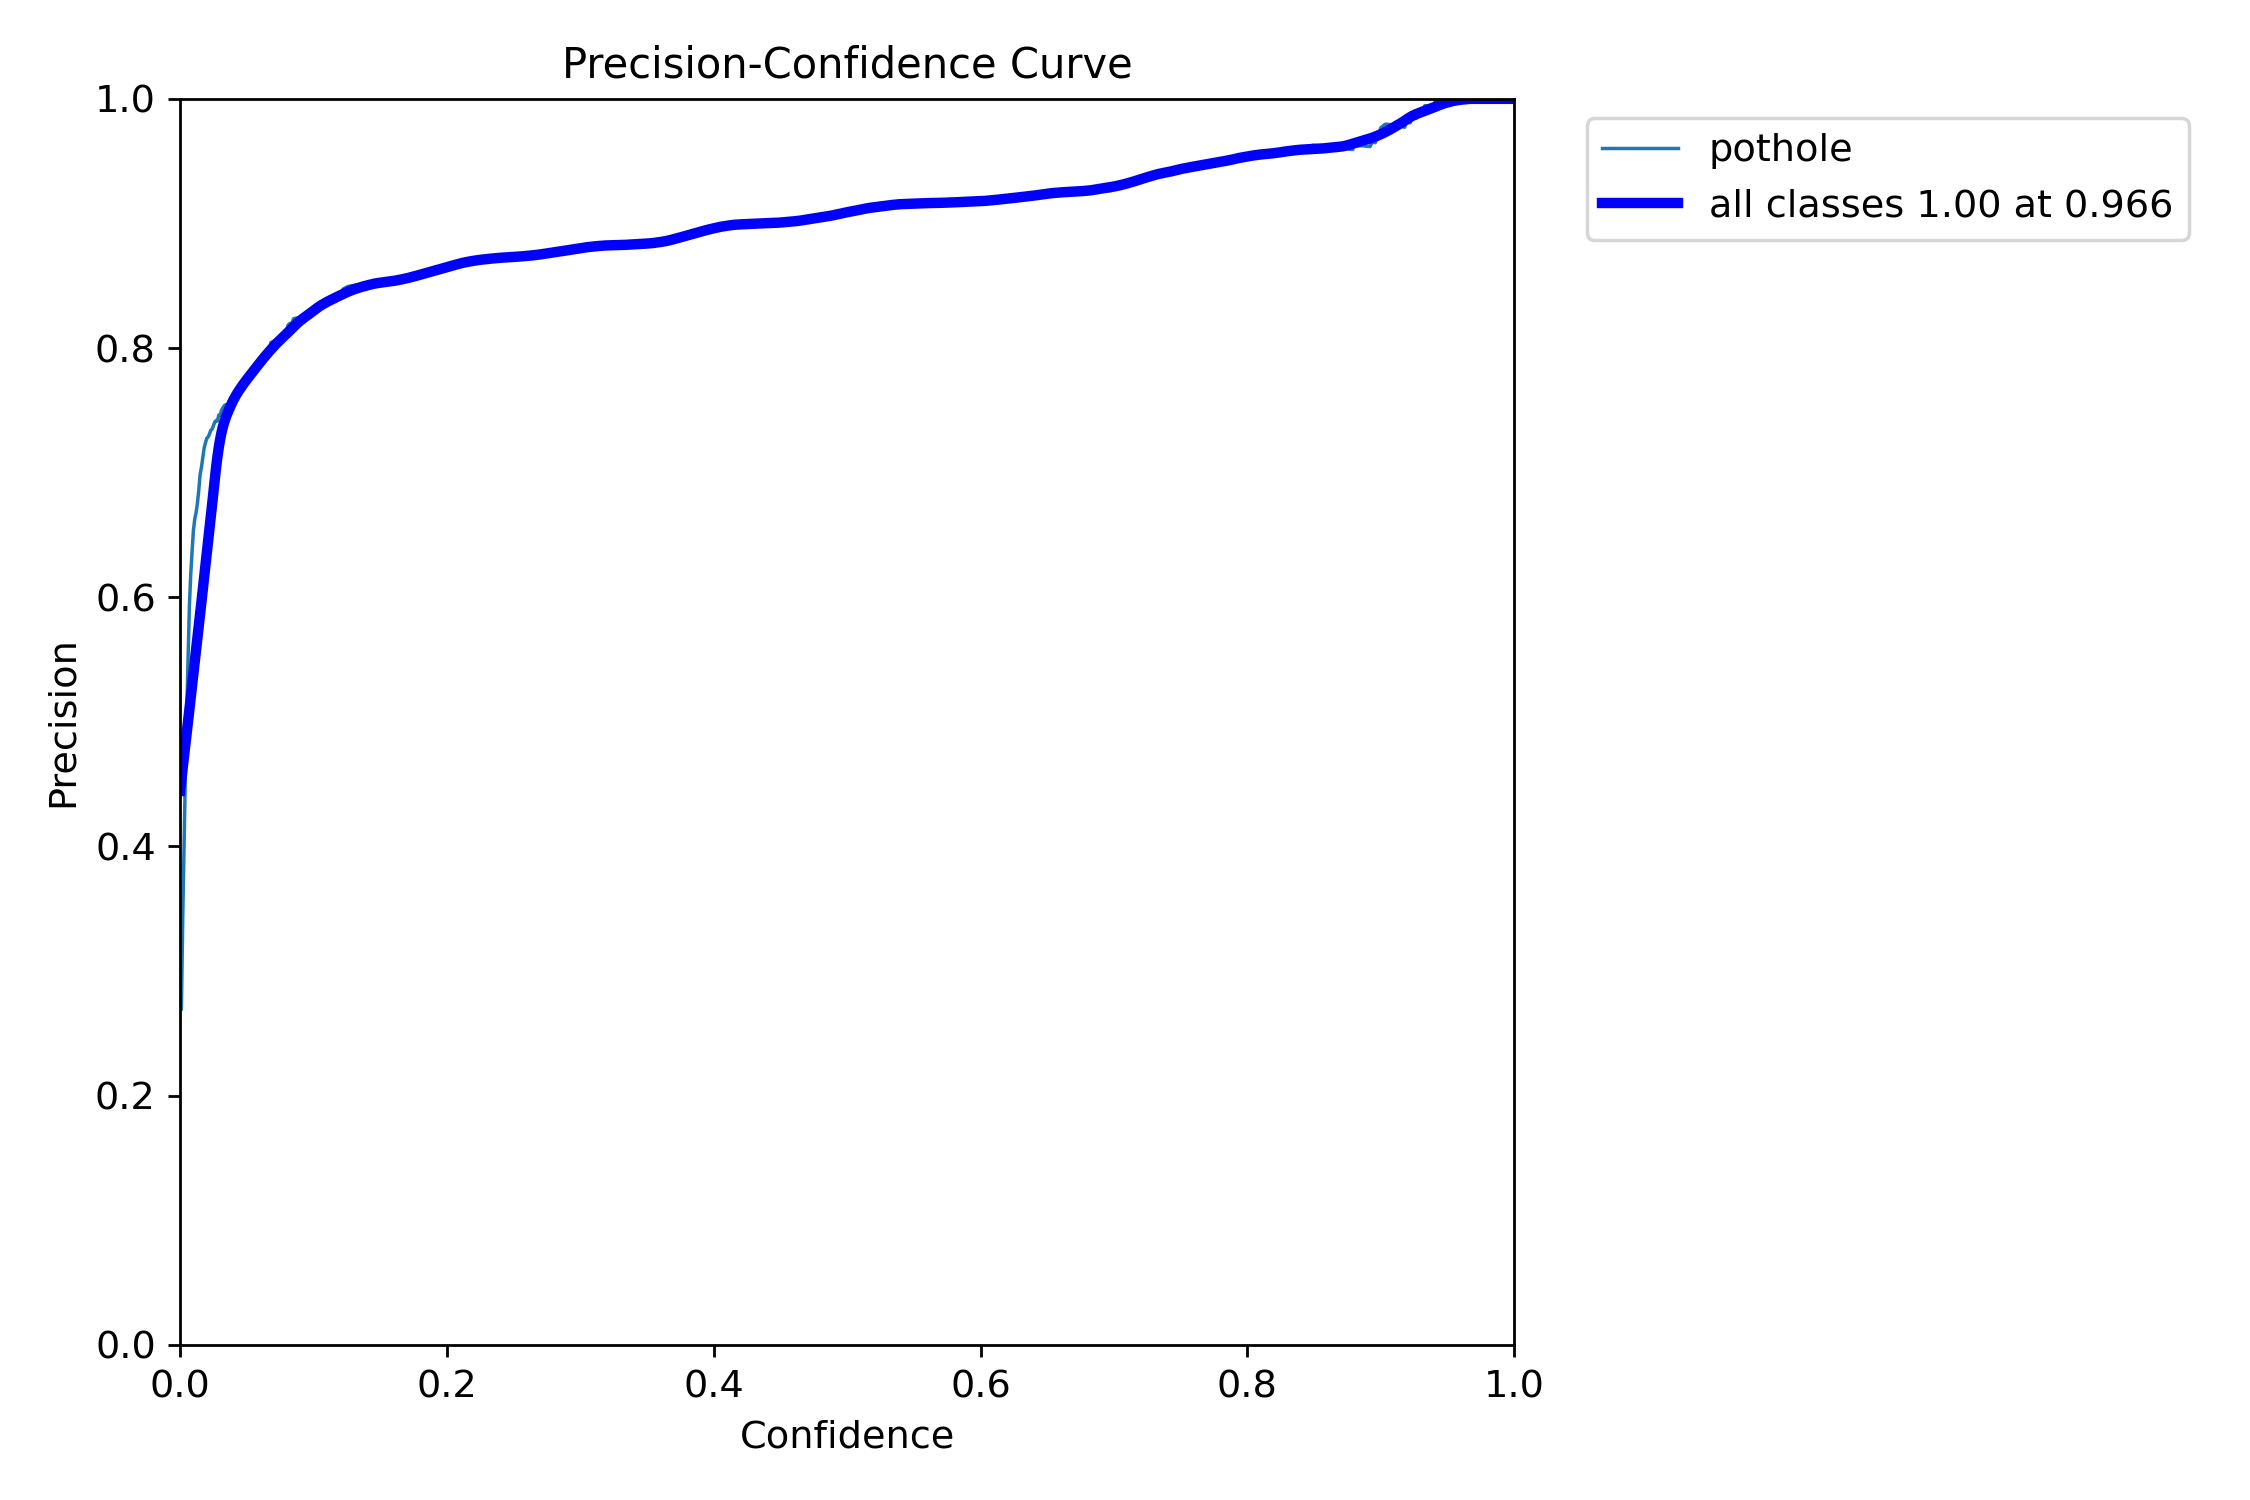 Precision-Confidence Curve
1.0
0.8
0.6
0.4
0.2
0.0
Precision
0.0 0.2 0.4 0.6 0.8 1.0
Confidence
pothole
all classes 1.00 at 0.966